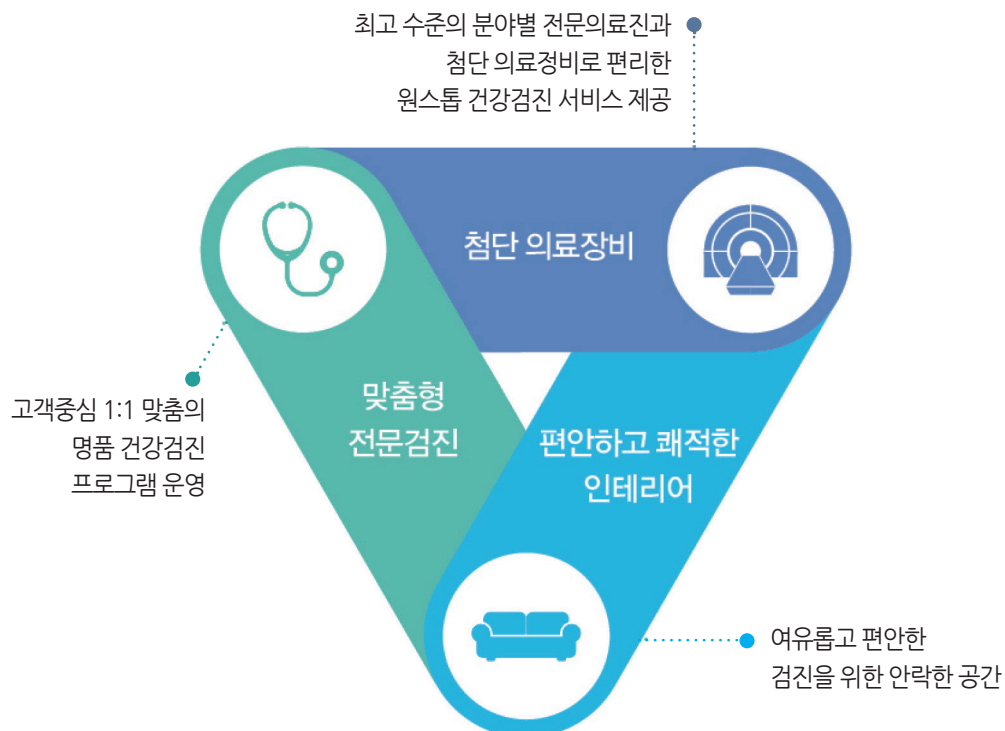 최고 수준의 분야별 전문의료진과
첨단 의료정비로 편리한
원스톱 건강검진 서비스 제공
첨단 의료장비
맞춤형
전문검진
편안하고 쾌적한
인테리어
고객중심 1:1 맞춤의
명품 건강검진
프로그램 운영
여유롭고 편안한
검진을 위한 안락한 공간